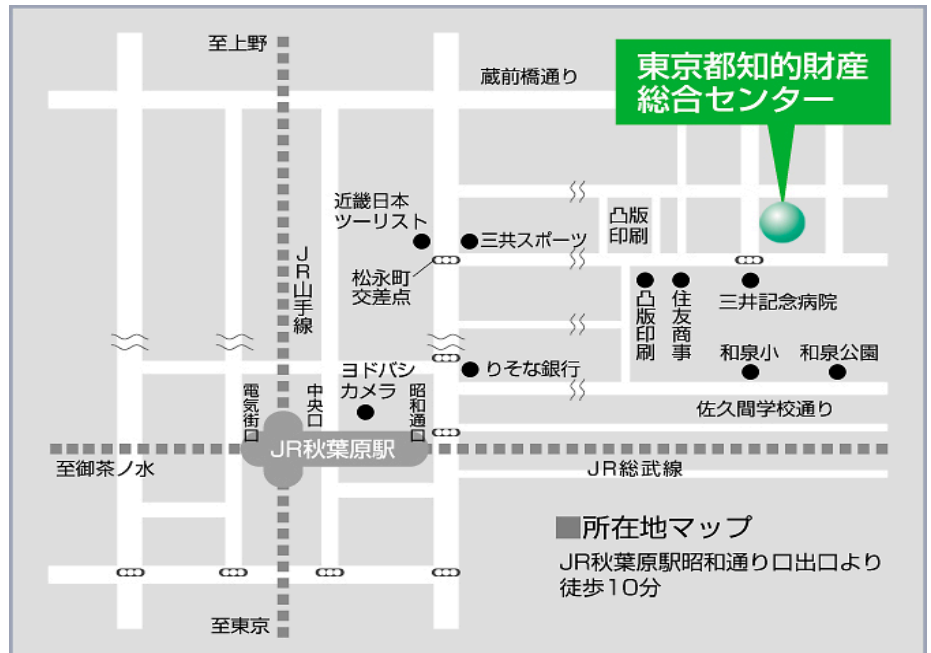 至上野
蔵前橋通り
東京都知的財産
総合センター
近畿日本
ツーリスト
三共スポーツ
凸版
印刷
JR山手線
松永町
交差点
凸版印刷
住友商事
三井記念病院
ヨドバシ
カメラ
りそな銀行
和泉小
和泉公園
電気街口
中央口
昭和通口
佐久間学校通り
JR秋葉原駅
至御茶ノ水
JR総武線
所在地マップ
JR秋葉原駅昭和通り口出口より
徒歩10分
至東京